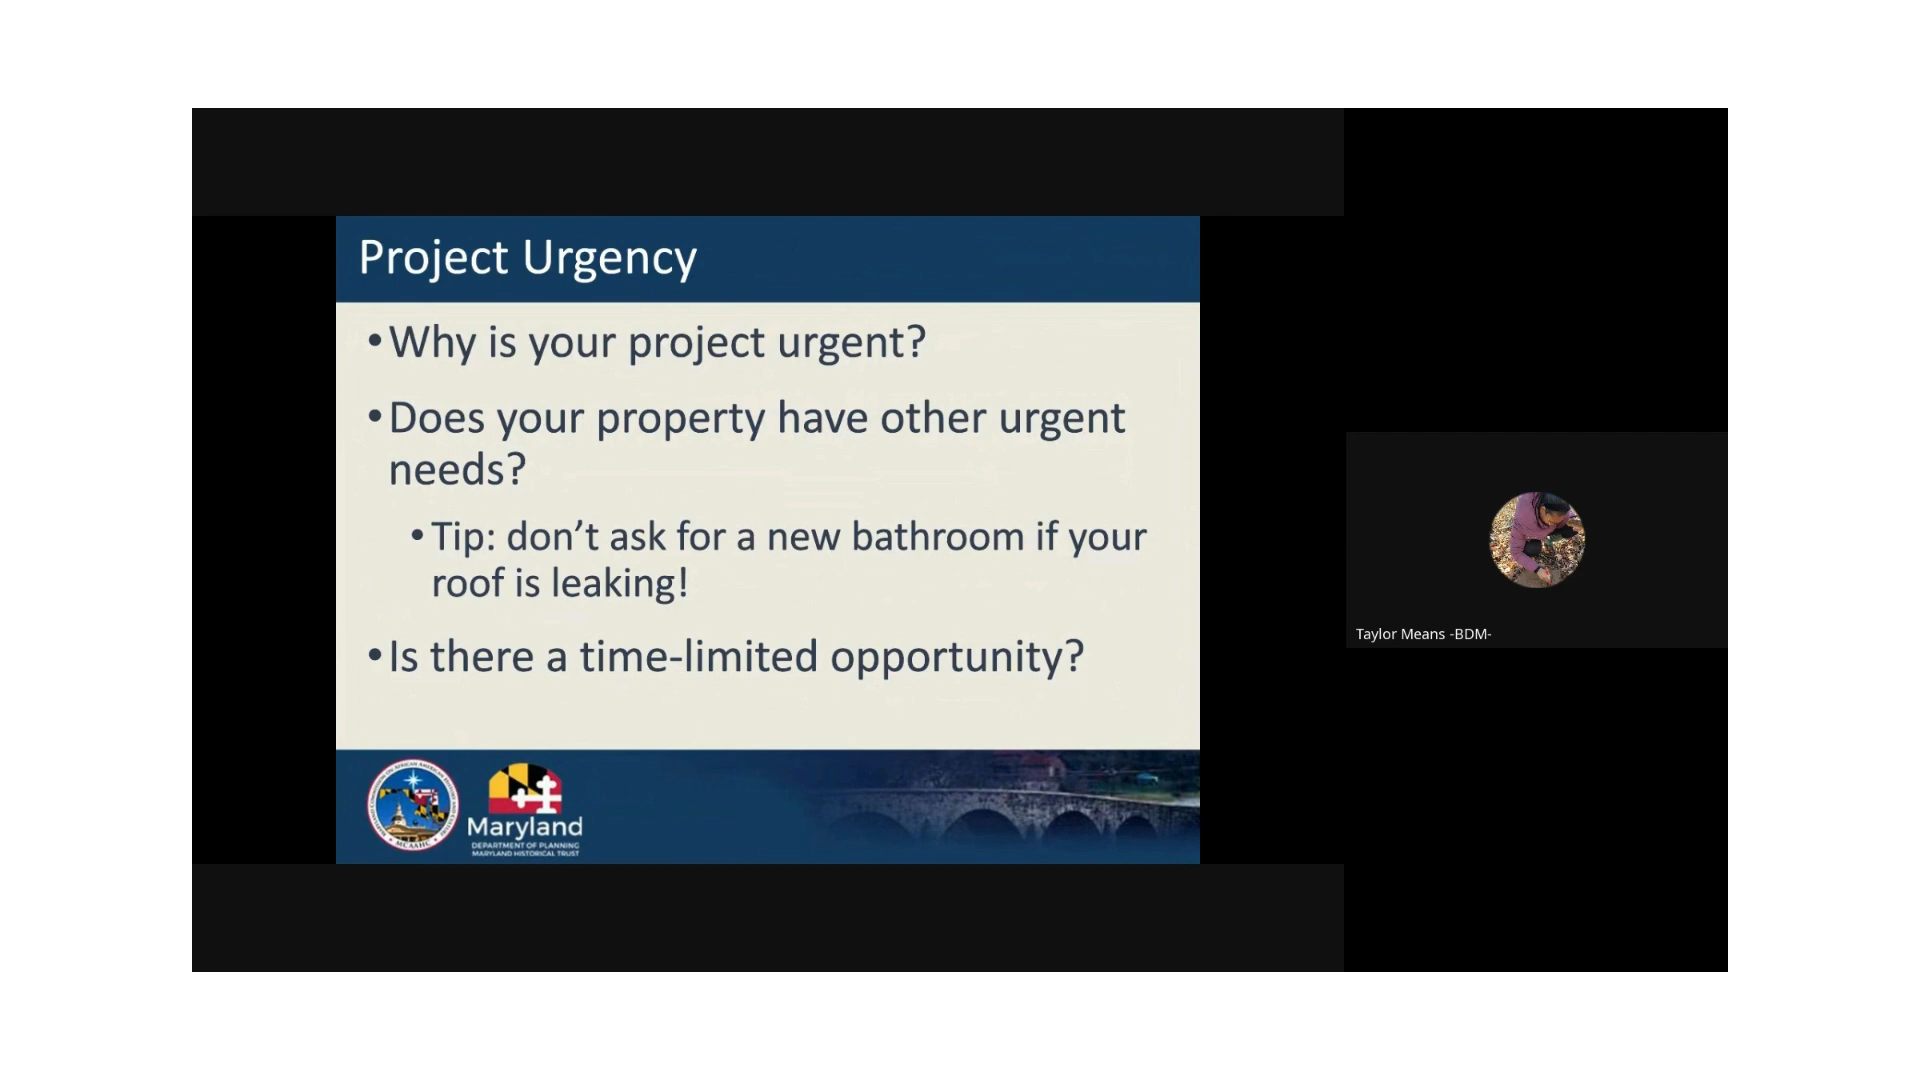 Project Urgency
•Why is your project urgent?
•Does your property have other urgent
needs?
•Tip: don’t ask for a new bathroom if your
roof is leaking!
•Is there a time-limited opportunity?
MCAAHC
Maryland
DEPARTMENT OF PLANNING
MARYLAND HISTORICAL TRUST
Taylor Means -BDM-